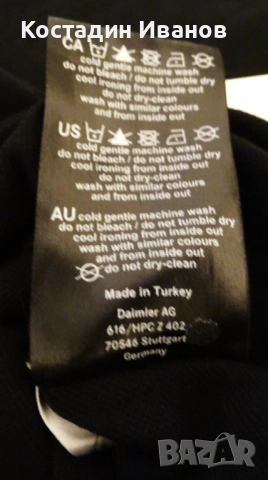 Костадин Иванов
CA
cold gentle machine wash
do not bleach / do not tumble dry
cool ironing from inside out
do not dry-clean
wash with similar colours
and from inside out
US
cold gentle machine wash
do not bleach / do not tumble dry
cool ironing from inside out
do not dry-clean
wash with similar colours
and from inside out
AU cold gentle machine wash
do not bleach / do not tumble dry
cool ironing from inside out
wash with similar colours
and from inside out
do not dry-clean
Made in Turkey
Daimler AG
616/HPC Z 402
70546 Stuttgart
Germany
BAZAR